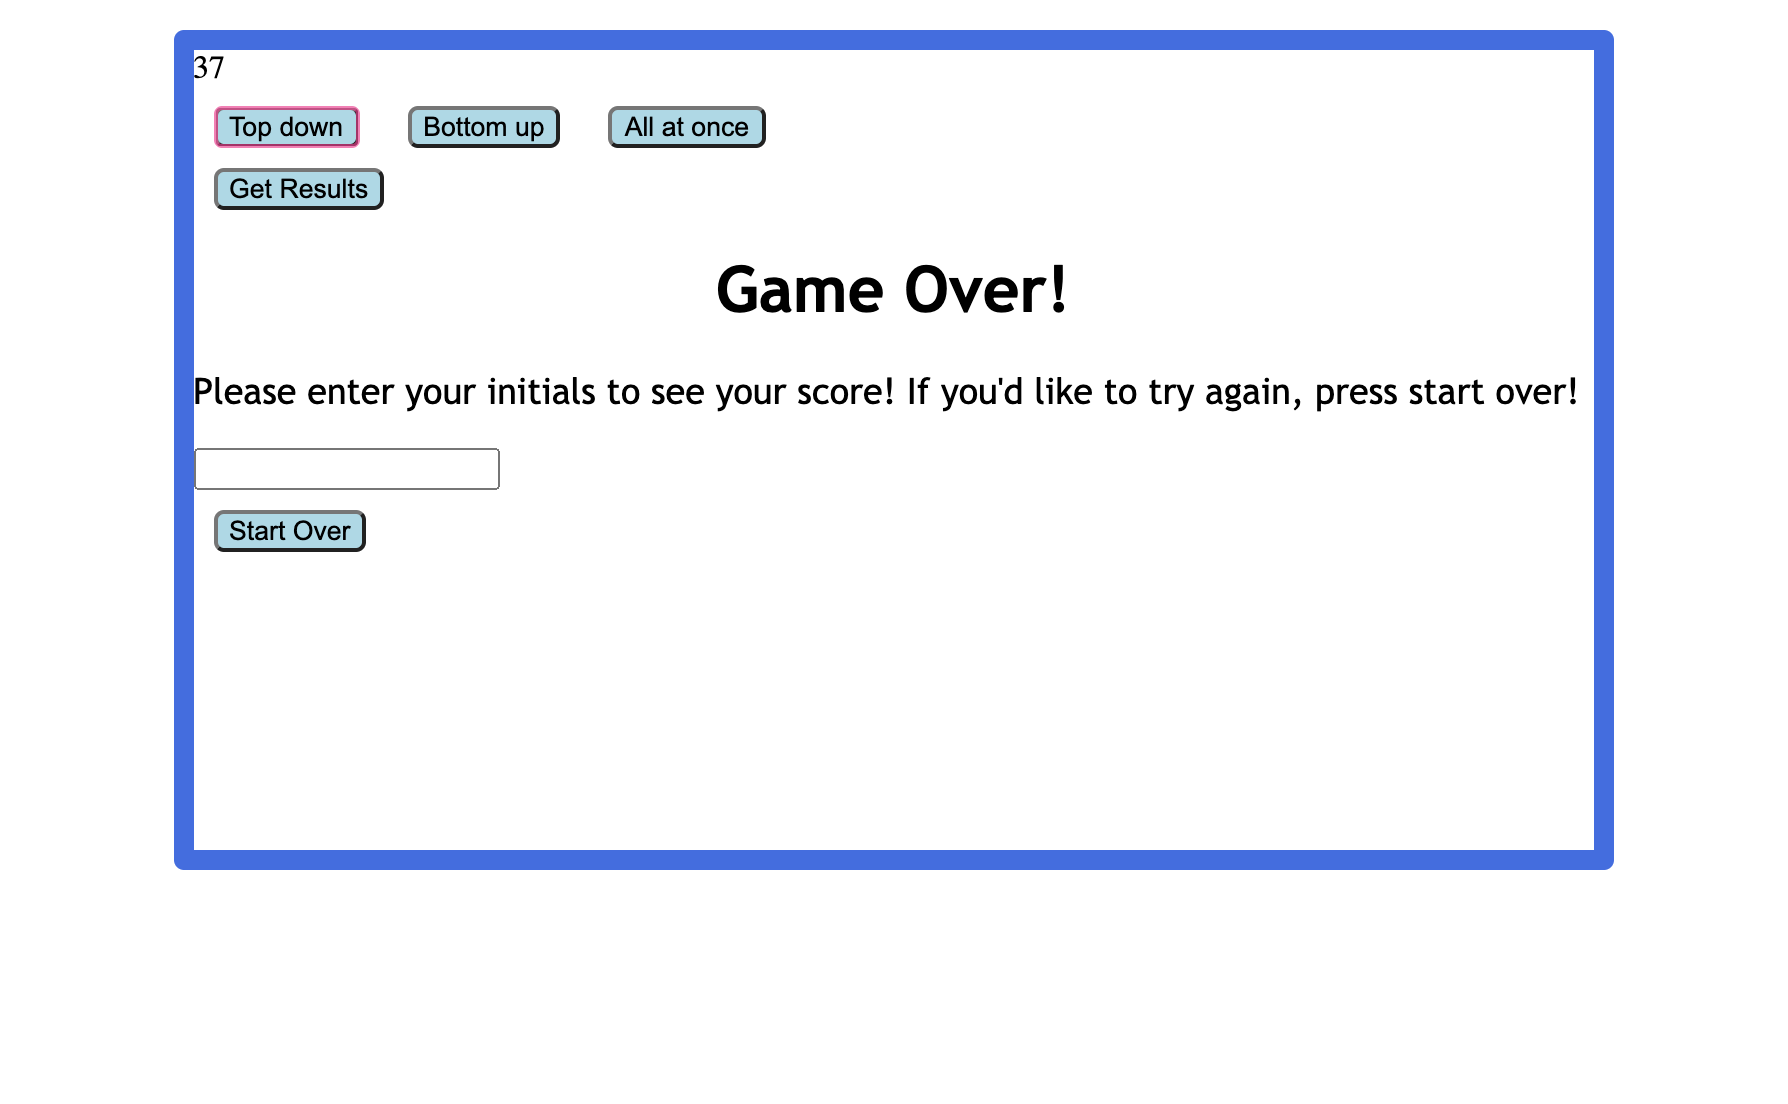 37
Top down Bottom up All at once
Get Results
Game Over!
Please enter your initials to see your score! If you'd like to try again, press start over!
Start Over